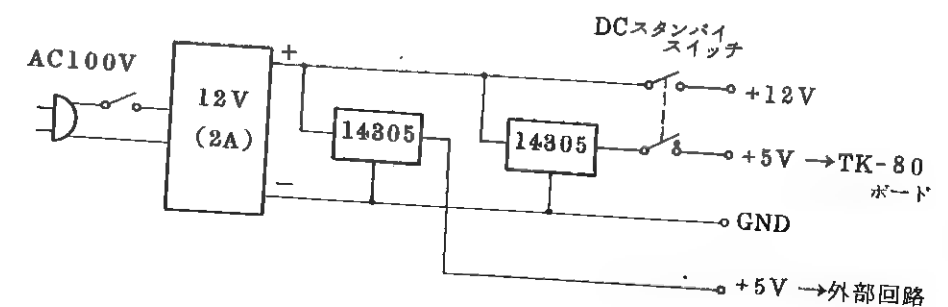 DCスタンバイ
スイッチ
AC100V
+
12V
(2A)
14305
14305
+12V
+5V →TK-80
ボード
−
GND
+5V →外部回路